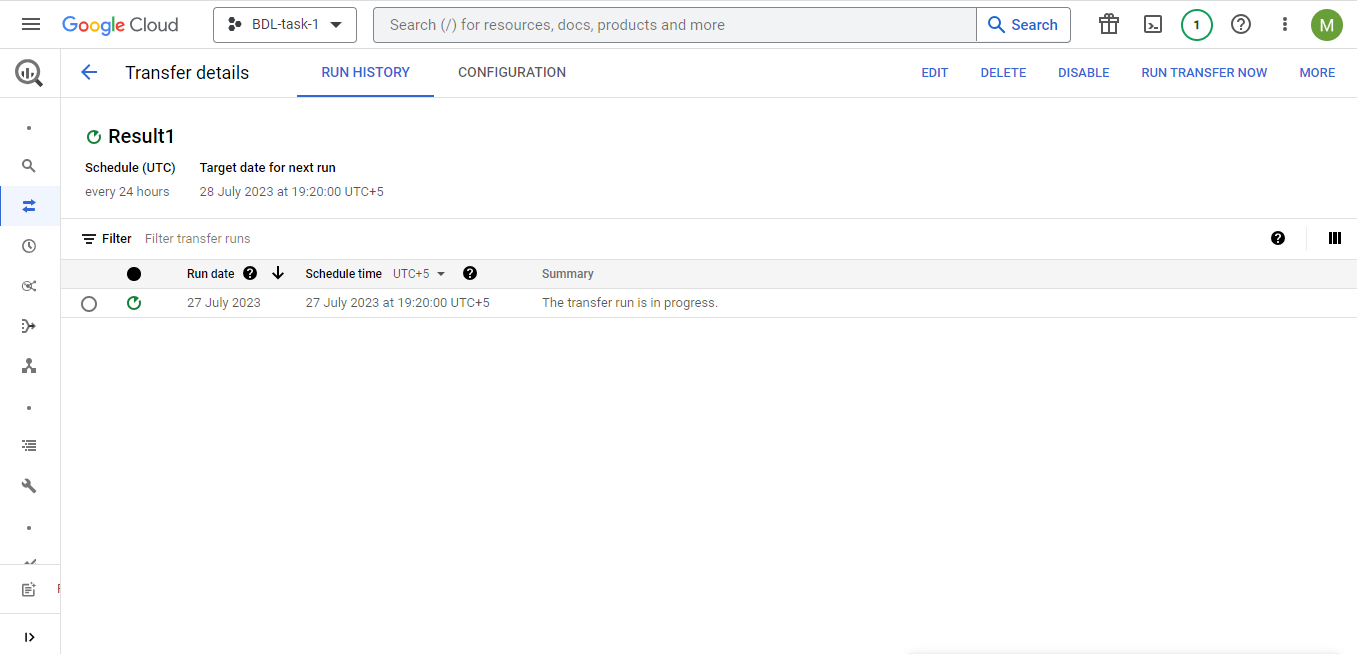 Google Cloud BDL-task-1 Search (/) for resources, docs, products and more Search 1 M
Transfer details RUN HISTORY CONFIGURATION EDIT DELETE DISABLE RUN TRANSFER NOW MORE
Result1
Schedule (UTC) Target date for next run
every 24 hours 28 July 2023 at 19:20:00 UTC+5
Filter Filter transfer runs
Run date Schedule time UTC+5 Summary
27 July 2023 27 July 2023 at 19:20:00 UTC+5 The transfer run is in progress.